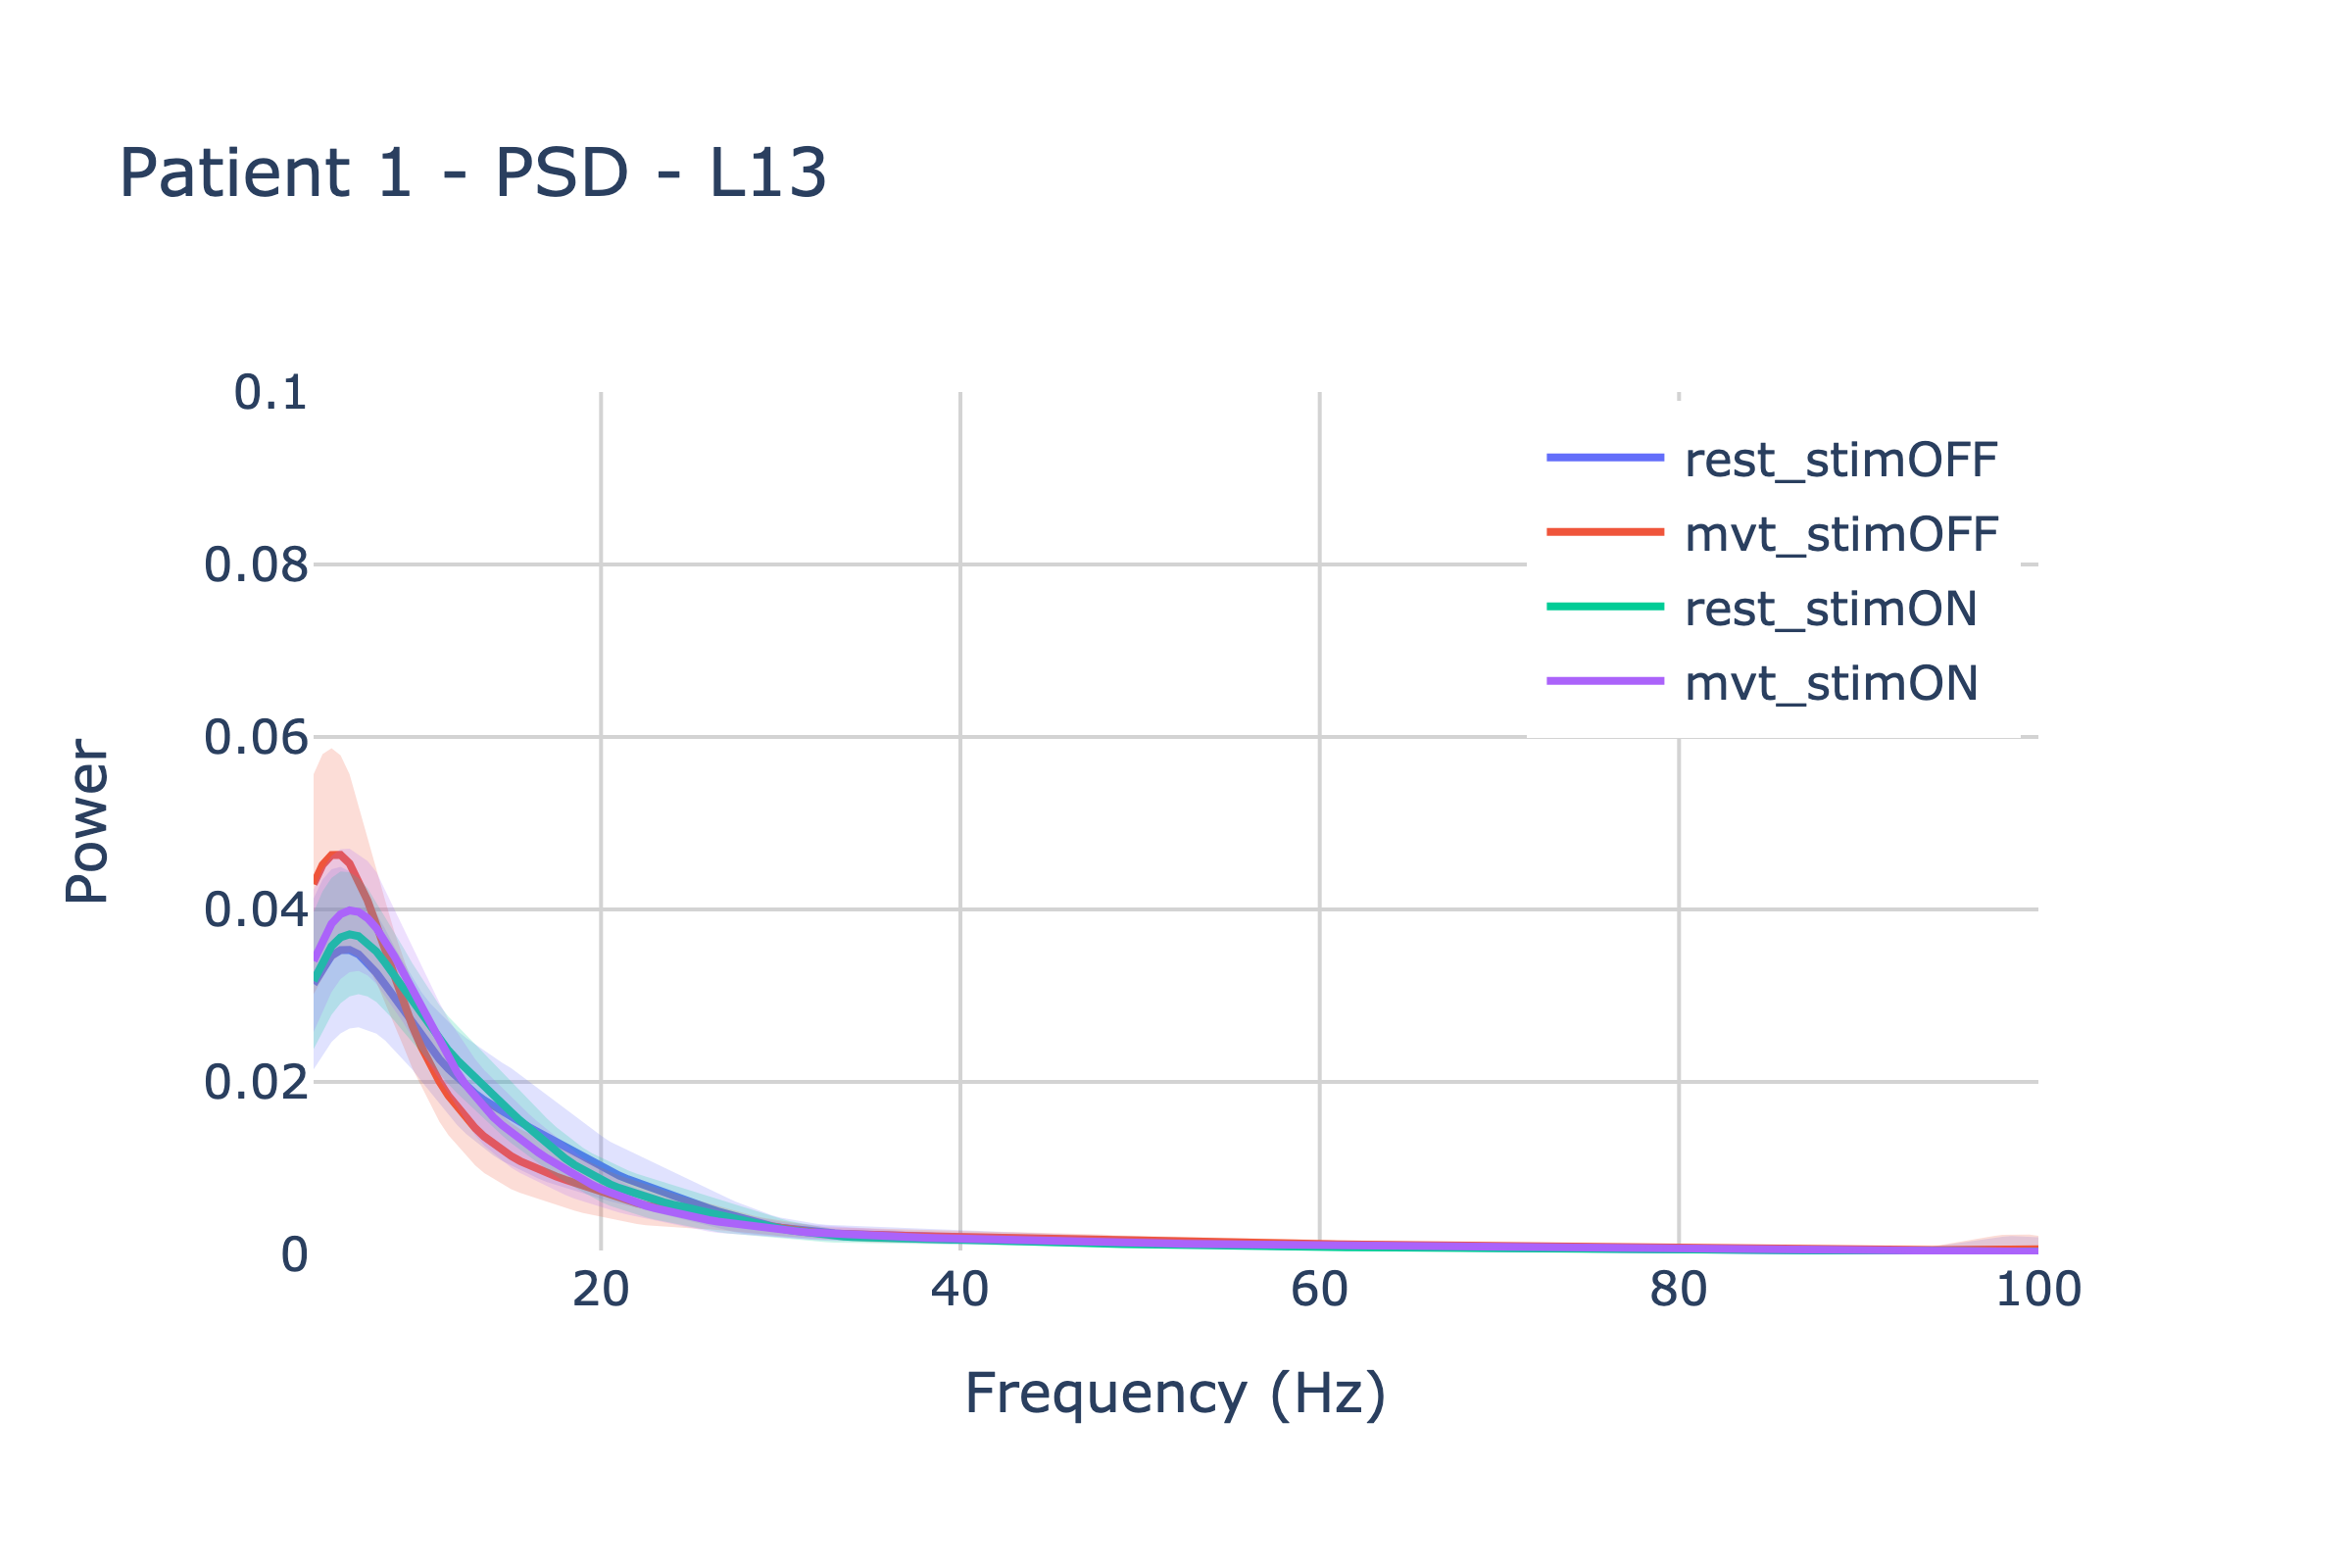 Patient 1 - PSD - L13
0.1
0.08
0.06
0.04
0.02
0
Power
rest_stimOFF
mvt_stimOFF
rest_stimON
mvt_stimON
20 40 60 80 100
Frequency (Hz)